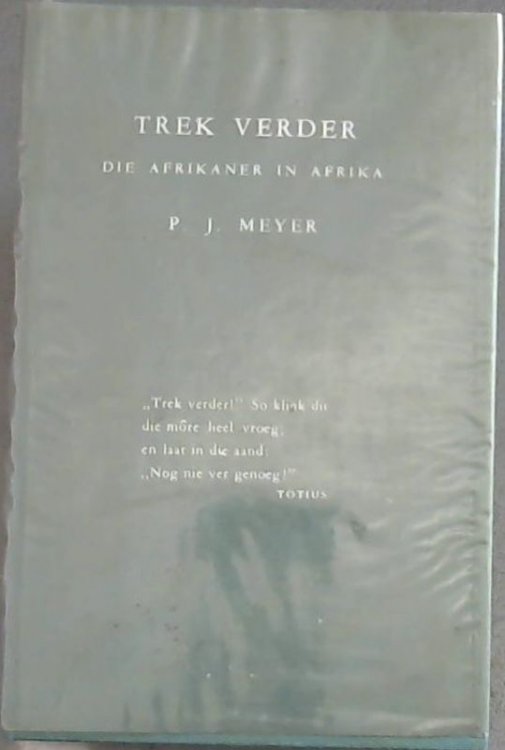 TREK VERDER
DIE AFRIKANER IN AFRIKA
P. J. MEYER
„Trek verder!" So klink dit
die môre heel vroeg;
en laat in die aand:
„Nog nie ver genoeg!"
TOTIUS